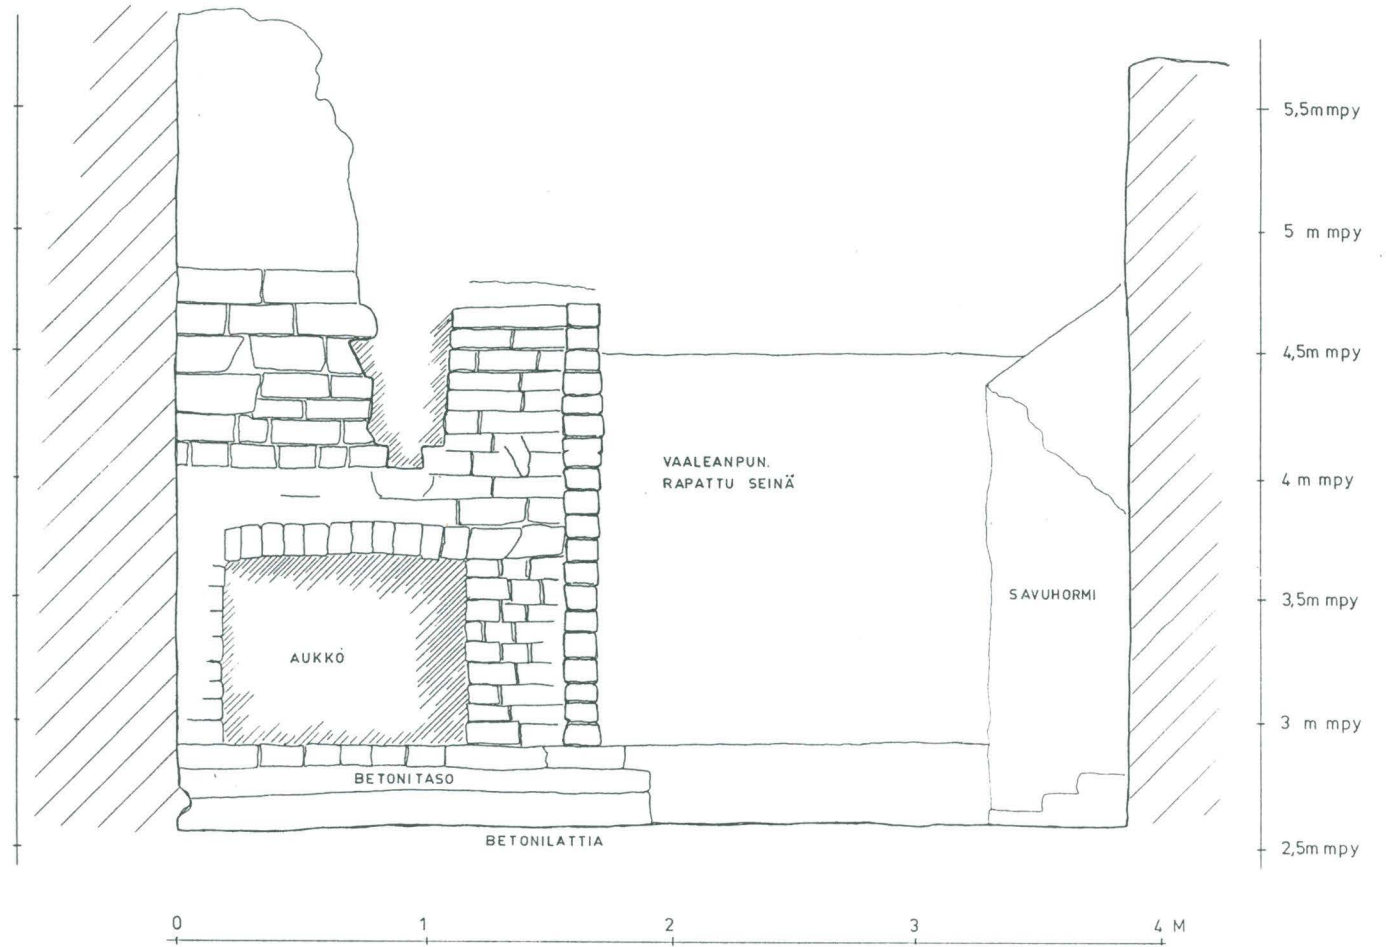 5,5m mpy
5 m mpy
4,5m mpy
VAALEANPUN.
RAPATTU SEINÄ
4 m mpy
SAVUHORMI
3,5m mpy
AUKKO
3 m mpy
BETONITASO
BETONILATTIA
2,5m mpy
0 1 2 3 4 M